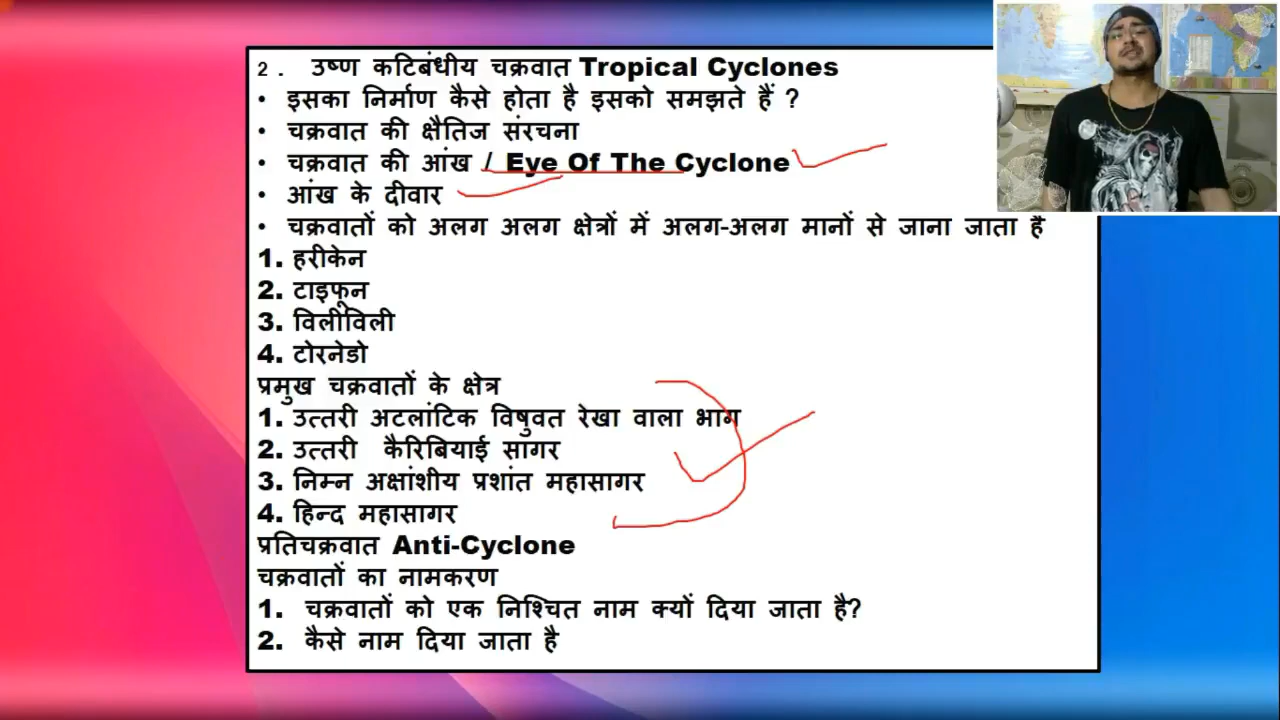 2 . उष्ण कटिबंधीय चक्रवात Tropical Cyclones
• इसका निर्माण कैसे होता है इसको समझते हैं ?
• चक्रवात की क्षैतिज संरचना
• चक्रवात की आंख / Eye Of The Cyclone
• आंख के दीवार
• चक्रवातों को अलग अलग क्षेत्रों में अलग-अलग मानों से जाना जाता है
1. हरीकेन
2. टाइफून
3. विलीविली
4. टोरनेडो
प्रमुख चक्रवातों के क्षेत्र
1. उत्तरी अटलांटिक विषुवत रेखा वाला भाग
2. उत्तरी कैरिबियाई सागर
3. निम्न अक्षांशीय प्रशांत महासागर
4. हिन्द महासागर
प्रतिचक्रवात Anti-Cyclone
चक्रवातों का नामकरण
1. चक्रवातों को एक निश्चित नाम क्यों दिया जाता है?
2. कैसे नाम दिया जाता है